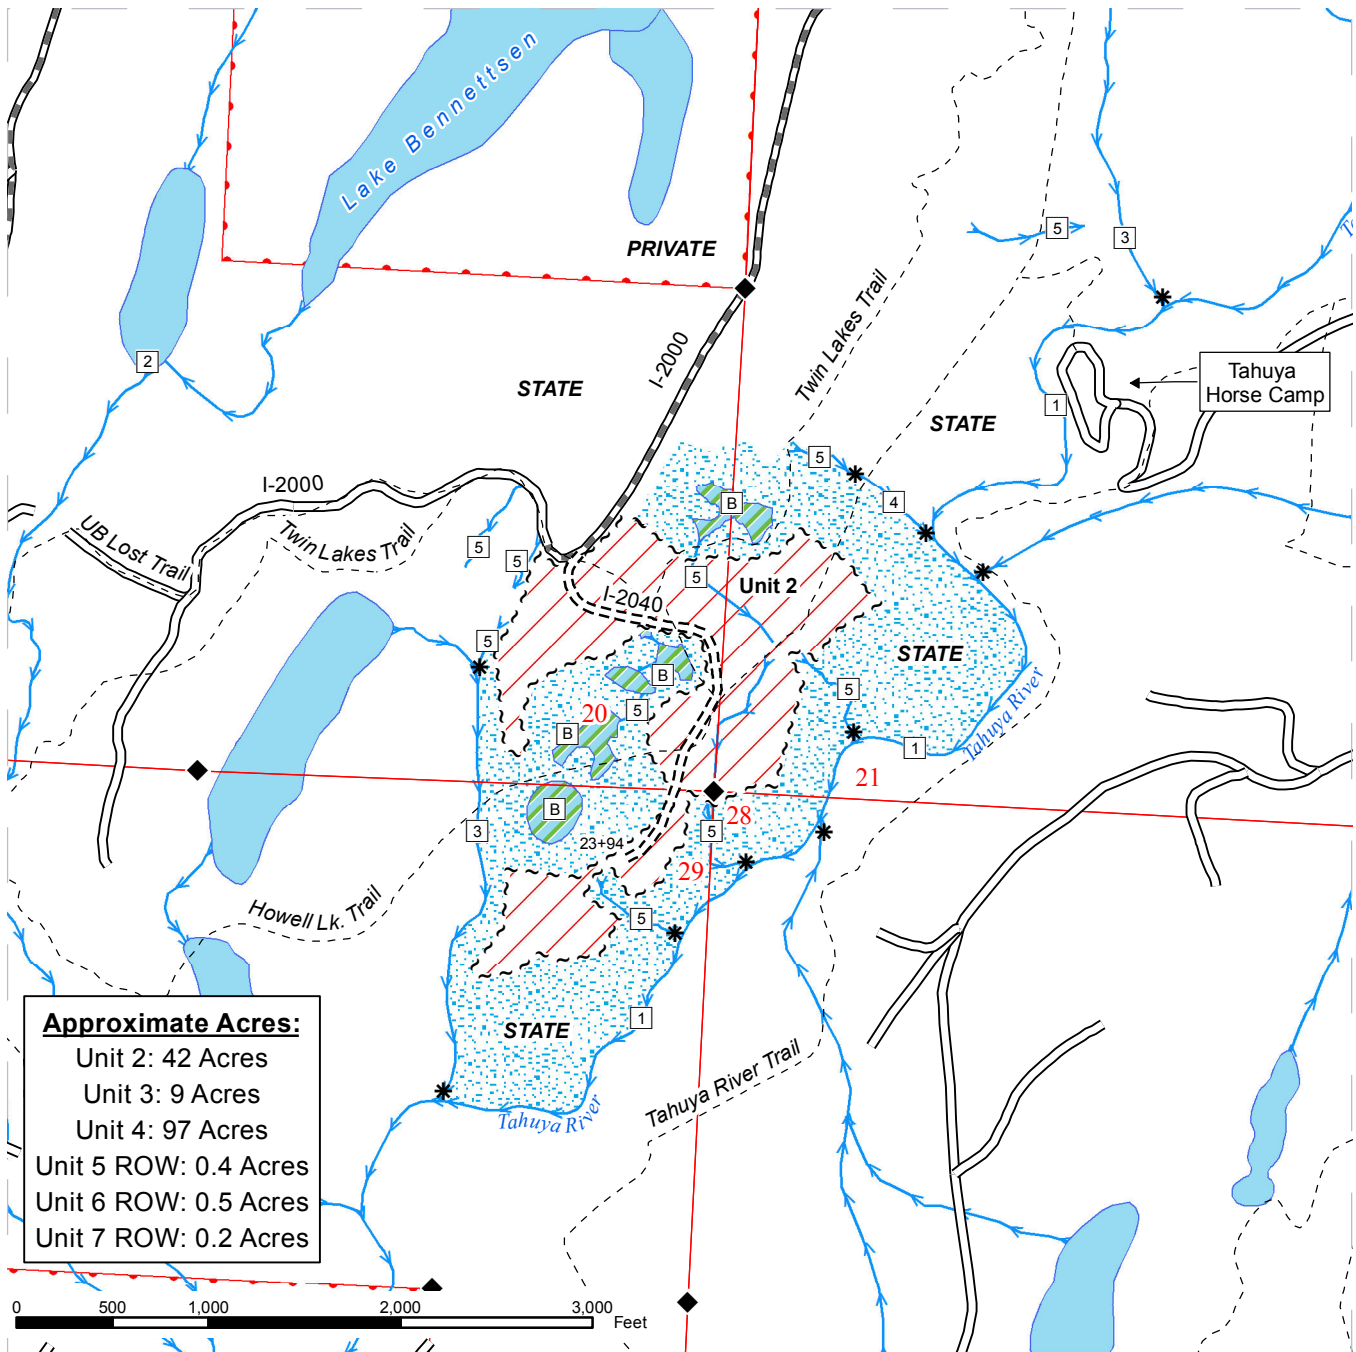 Lake Bennettsen
PRIVATE
5
3
2
I-2000
Twin Lakes Trail
STATE
Tahuya
Horse Camp
1
STATE
5
I-2000
4
B
UB Lost Trail
Twin Lakes Trail
5
5
5
Unit 2
I-2040
5
STATE
B
5
Tahuya River
20
5
B
1
21
B
28
3
5
23+94
29
Howell Lk. Trail
5
1
STATE
Tahuya River Trail
Tahuya River
Approximate Acres:
Unit 2: 42 Acres
Unit 3: 9 Acres
Unit 4: 97 Acres
Unit 5 ROW: 0.4 Acres
Unit 6 ROW: 0.5 Acres
Unit 7 ROW: 0.2 Acres
0 500 1,000 2,000 3,000
Feet